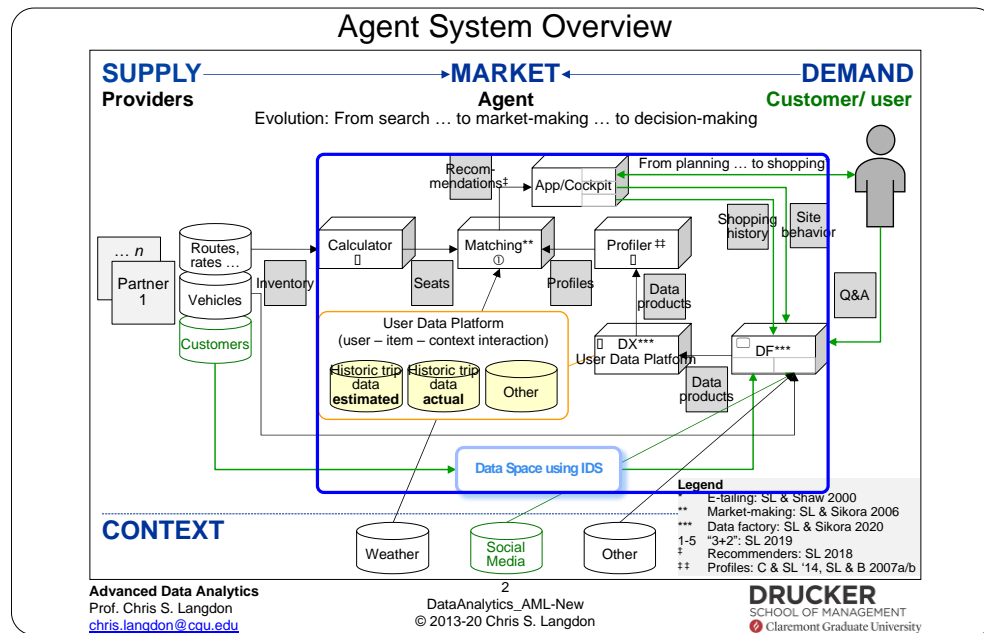 Agent System Overview
SUPPLY
MARKET
DEMAND
Providers
Agent
Customer/ user
Evolution: From search … to market-making … to decision-making
Recom-
mendations‡
App/Cockpit
From planning … to shopping
Shopping
history
Site
behavior
Routes,
rates …
Calculator
Matching**
Profiler ‡‡
… n
Partner
1
Vehicles
Inventory
Seats
Profiles
Data
products
Q&A
Customers
User Data Platform
(user – item – context interaction)
DX***
User Data Platform
DF***
Historic trip
data
estimated
Historic trip
data
actual
Other
Data
products
Data Space using IDS
Legend
* E-tailing: SL & Shaw 2000
** Market-making: SL & Sikora 2006
*** Data factory: SL & Sikora 2020
1-5 “3+2”: SL 2019
‡ Recommenders: SL 2018
‡‡ Profiles: C & SL ‘14, SL & B 2007a/b
CONTEXT
Weather
Social
Media
Other
Advanced Data Analytics
Prof. Chris S. Langdon
chris.langdon@cgu.edu
2
DataAnalytics_AML-New
© 2013-20 Chris S. Langdon
DRUCKER
SCHOOL OF MANAGEMENT
Claremont Graduate University